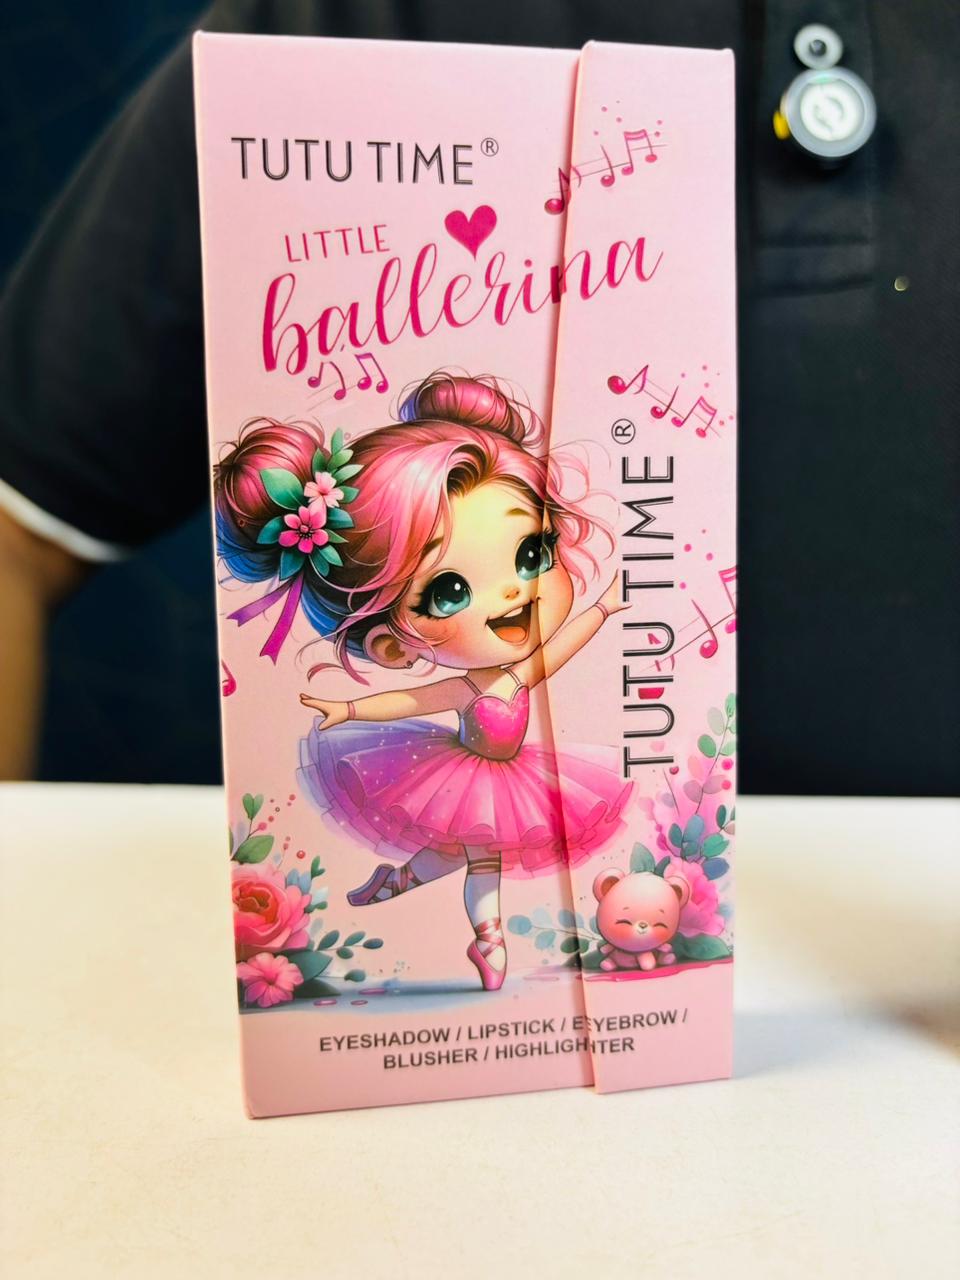 TUTU TIME®
LITTLE
ballerina
TUTU TIME®
EYESHADOW / LIPSTICK / EYEBROW /
BLUSHER / HIGHLIGHTER